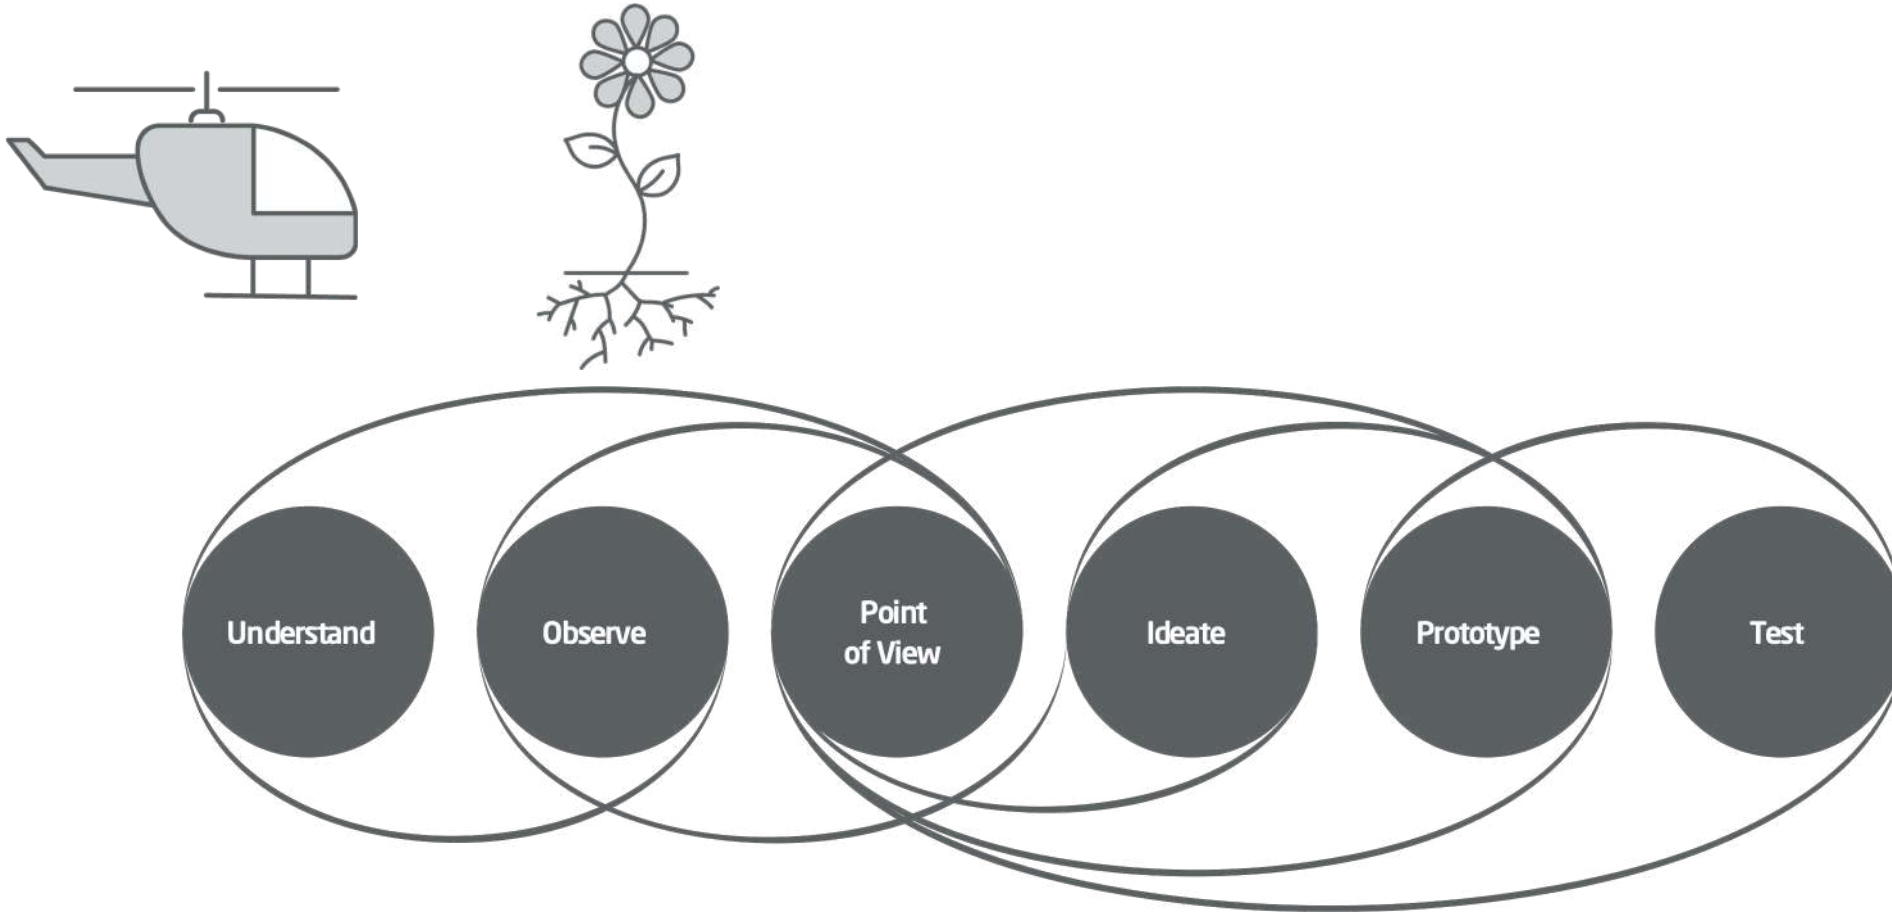 Understand
Observe
Point
of View
Ideate
Prototype
Test